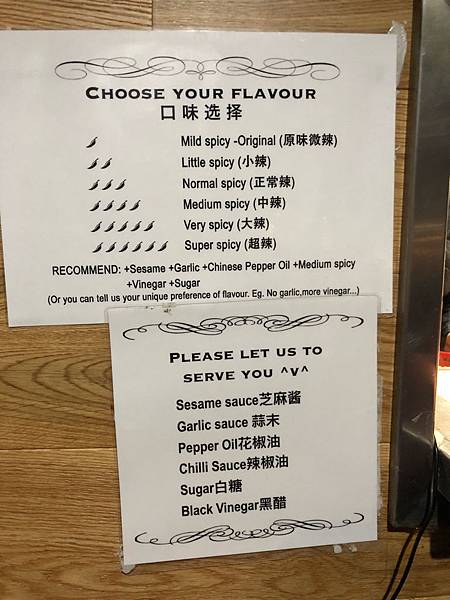 CHOOSE YOUR FLAVOUR
口味选择
Mild spicy -Original (原味微辣)
Little spicy (小辣)
Normal spicy (正常辣)
Medium spicy (中辣)
Very spicy (大辣)
Super spicy (超辣)
RECOMMEND: +Sesame +Garlic +Chinese Pepper Oil +Medium spicy
+Vinegar +Sugar
(Or you can tell us your unique preference of flavour. Eg. No garlic,more vinegar...)
PLEASE LET US TO
SERVE YOU ^V^
Sesame sauce芝麻酱
Garlic sauce 蒜末
Pepper Oil花椒油
Chilli Sauce辣椒油
Sugar白糖
Black Vinegar黑醋